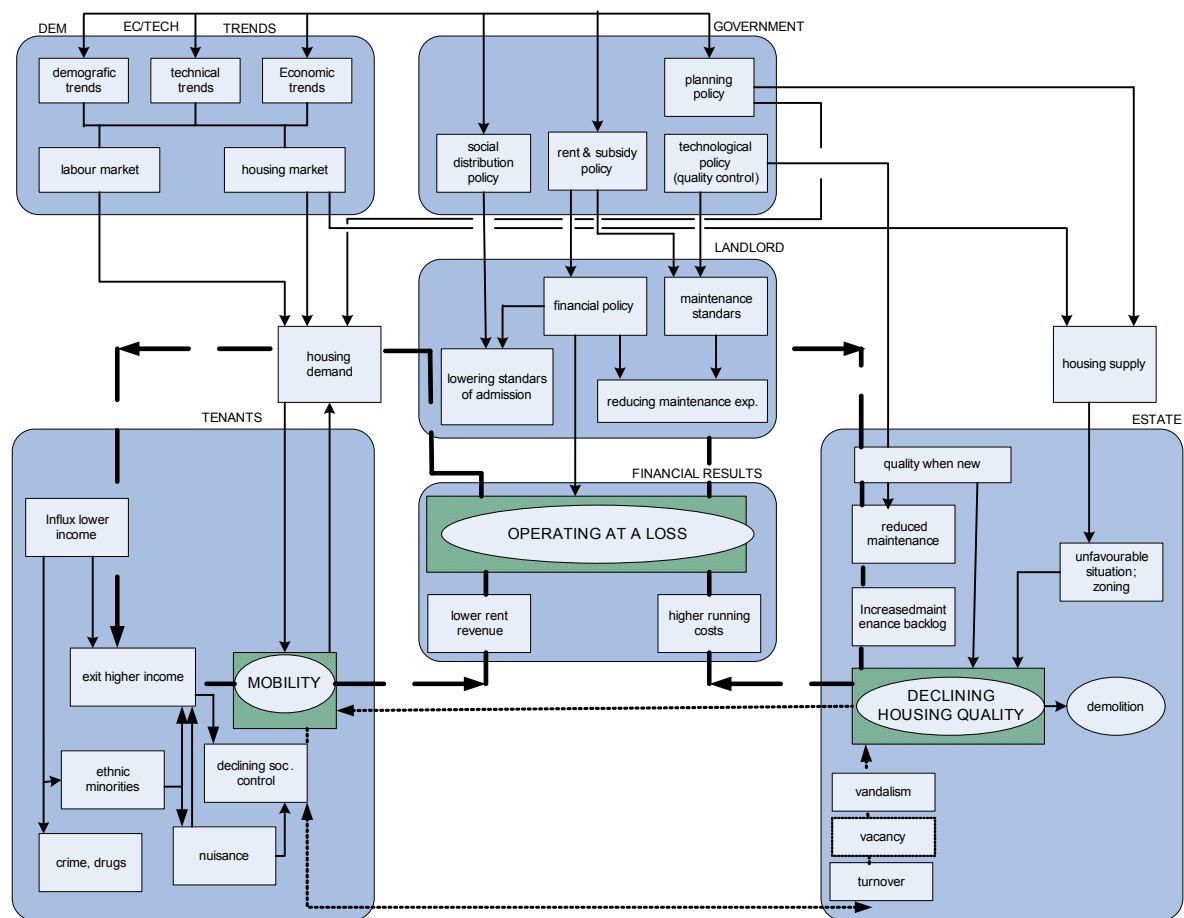 DEM EC/TECH TRENDS
GOVERNMENT
demografic
trends
technical
trends
Economic
trends
planning
policy
labour market
housing market
social
distribution
policy
rent & subsidy
policy
technological
policy
(quality control)
LANDLORD
financial policy
maintenance
standars
housing
demand
lowering standars
of admission
reducing maintenance exp.
housing supply
TENANTS
ESTATE
FINANCIAL RESULTS
quality when new
Influx lower
income
OPERATING AT A LOSS
reduced
maintenance
unfavourable
situation;
zoning
lower rent
revenue
higher running
costs
Increasedmaint
enance backlog
exit higher income
MOBILITY
DECLINING
HOUSING QUALITY
demolition
ethnic
minorities
declining soc.
control
vandalism
crime, drugs
nuisance
vacancy
turnover